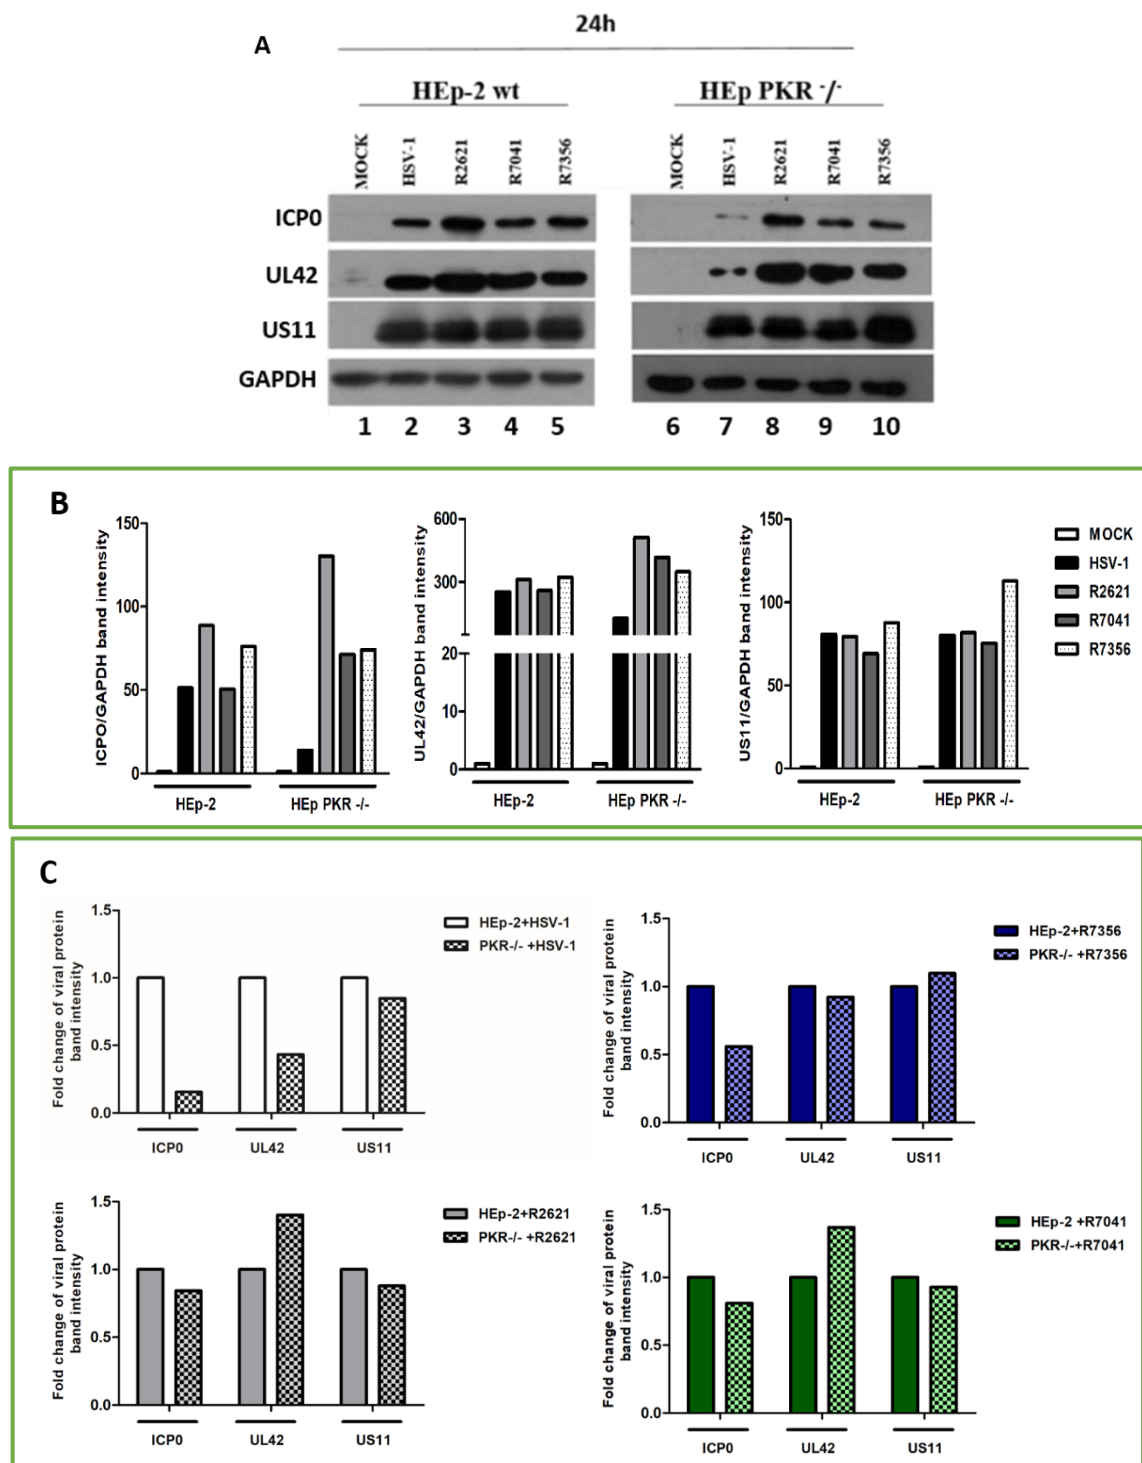 24h
A
HEp-2 wt
HEp PKR -/-
MOCK
HSV-1
R2621
R7041
R7356
MOCK
HSV-1
R2621
R7041
R7356
ICP0
UL42
US11
GAPDH
1 2 3 4 5 6 7 8 9 10
B
ICPO/GAPDH band intensity
150
100
50
0
HEp-2 HEp PKR -/-
UL42/GAPDH band intensity
600
300
20
10
0
HEp-2 HEp PKR -/-
US11/GAPDH band intensity
150
100
50
0
HEp-2 HEp PKR -/-
MOCK
HSV-1
R2621
R7041
R7356
C
Fold change of viral protein
band intensity
1.5
1.0
0.5
0.0
ICP0 UL42 US11
HEp-2+HSV-1
PKR-/- +HSV-1
Fold change of viral protein
band intensity
1.5
1.0
0.5
0.0
ICP0 UL42 US11
HEp-2+R7356
PKR-/- +R7356
Fold change of viral protein
band intensity
1.5
1.0
0.5
0.0
ICP0 UL42 US11
HEp-2+R2621
PKR-/- +R2621
Fold change of viral protein
band intensity
1.5
1.0
0.5
0.0
ICP0 UL42 US11
HEp-2 +R7041
PKR-/-+R7041